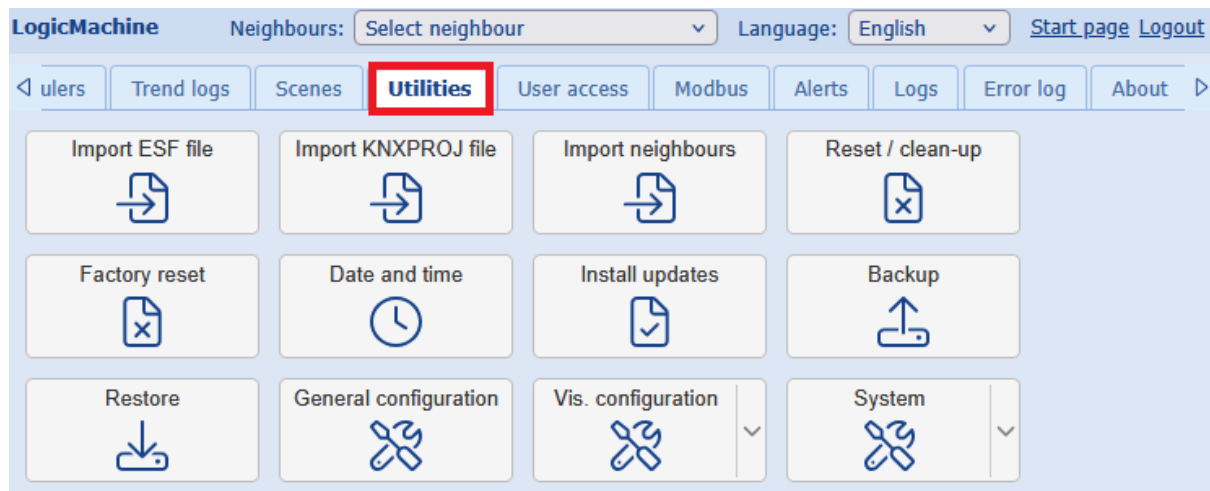 LogicMachine Neighbours: Select neighbour Language: English Start page Logout
ulers Trend logs Scenes Utilities User access Modbus Alerts Logs Error log About
Import ESF file Import KNXPROJ file Import neighbours Reset / clean-up
Factory reset Date and time Install updates Backup
Restore General configuration Vis. configuration System